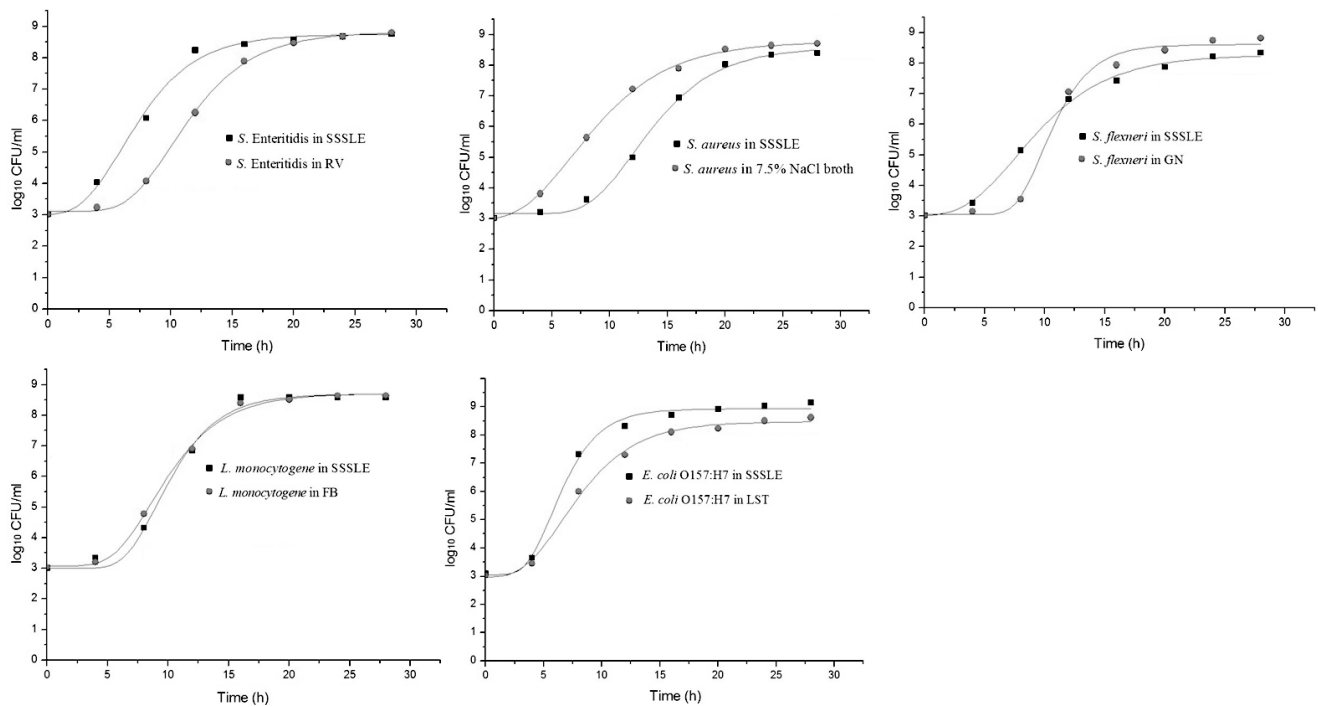 9
8
7
6
5
4
3
2
1
0
log10 CFU/ml
S. Enteritidis in SSSLE
S. Enteritidis in RV
0 5 10 15 20 25 30
Time (h)
9
8
7
6
5
4
3
2
1
0
log10 CFU/ml
S. aureus in SSSLE
S. aureus in 7.5% NaCl broth
0 5 10 15 20 25 30
Time (h)
9
8
7
6
5
4
3
2
1
0
log10 CFU/ml
S. flexneri in SSSLE
S. flexneri in GN
0 5 10 15 20 25 30
Time (h)
9
8
7
6
5
4
3
2
1
0
log10 CFU/ml
L. monocytogene in SSSLE
L. monocytogene in FB
0 5 10 15 20 25 30
Time (h)
9
8
7
6
5
4
3
2
1
0
log10 CFU/ml
E. coli O157:H7 in SSSLE
E. coli O157:H7 in LST
0 5 10 15 20 25 30
Time (h)